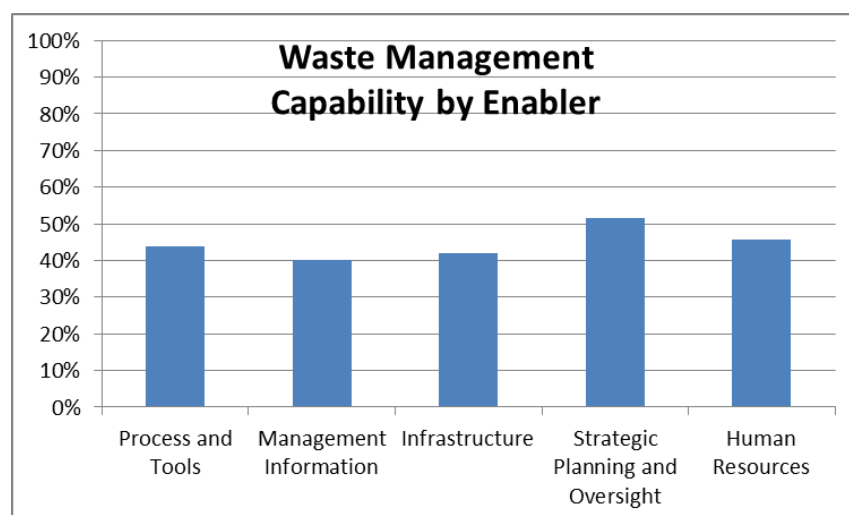 Waste Management
Capability by Enabler
100%
90%
80%
70%
60%
50%
40%
30%
20%
10%
0%
Process and
Tools
Management
Information
Infrastructure
Strategic
Planning and
Oversight
Human
Resources